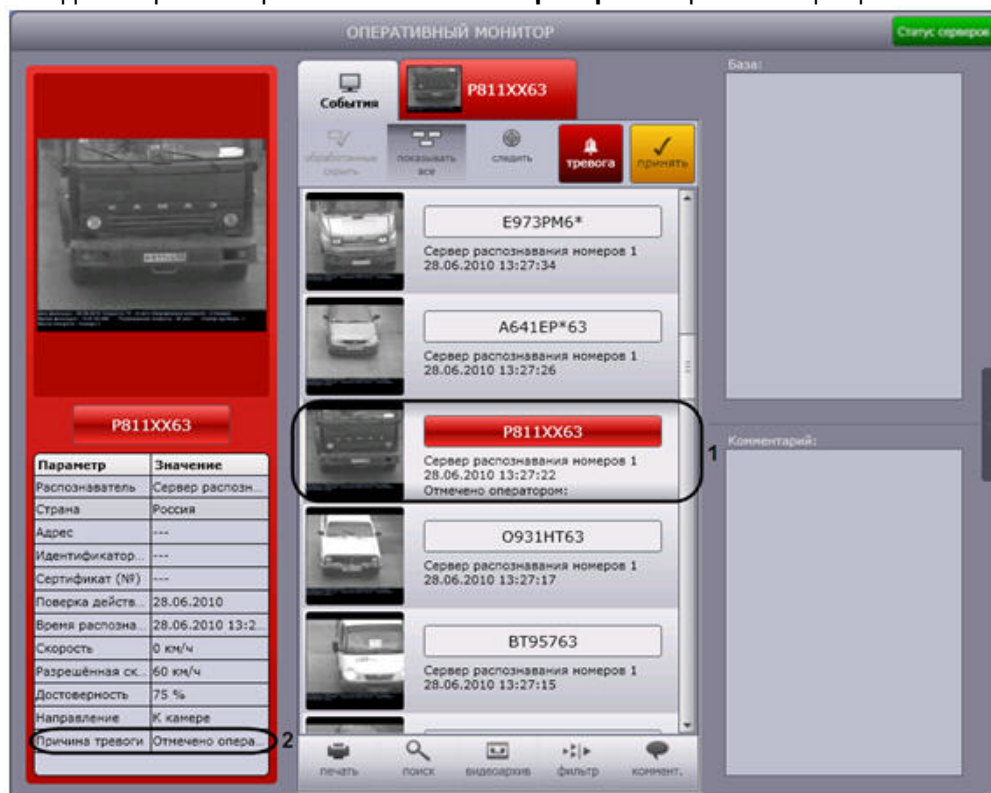 ОПЕРАТИВНЫЙ МОНИТОР
Статус серверов
Р811ХХ63
Параметр Значение
Распознаватель Сервер распозн...
Страна Россия
Адрес ---
Идентификатор... ---
Сертификат (№) ---
Поверка действ... 28.06.2010
Время распозна... 28.06.2010 13:2...
Скорость 0 км/ч
Разрешённая ск... 60 км/ч
Достоверность 75 %
Направление К камере
Причина тревоги Отмечено опера...
2
События
Р811ХХ63
обработанные скрыть
показывать все
следить
тревога
принять
Е973РМ6*
Сервер распознавания номеров 1
28.06.2010 13:27:34
А641ЕР*63
Сервер распознавания номеров 1
28.06.2010 13:27:26
Р811ХХ63
Сервер распознавания номеров 1
28.06.2010 13:27:22
Отмечено оператором:
1
О931НТ63
Сервер распознавания номеров 1
28.06.2010 13:27:17
ВТ95763
Сервер распознавания номеров 1
28.06.2010 13:27:15
печать
поиск
видеоархив
фильтр
коммент.
База:
Комментарий: